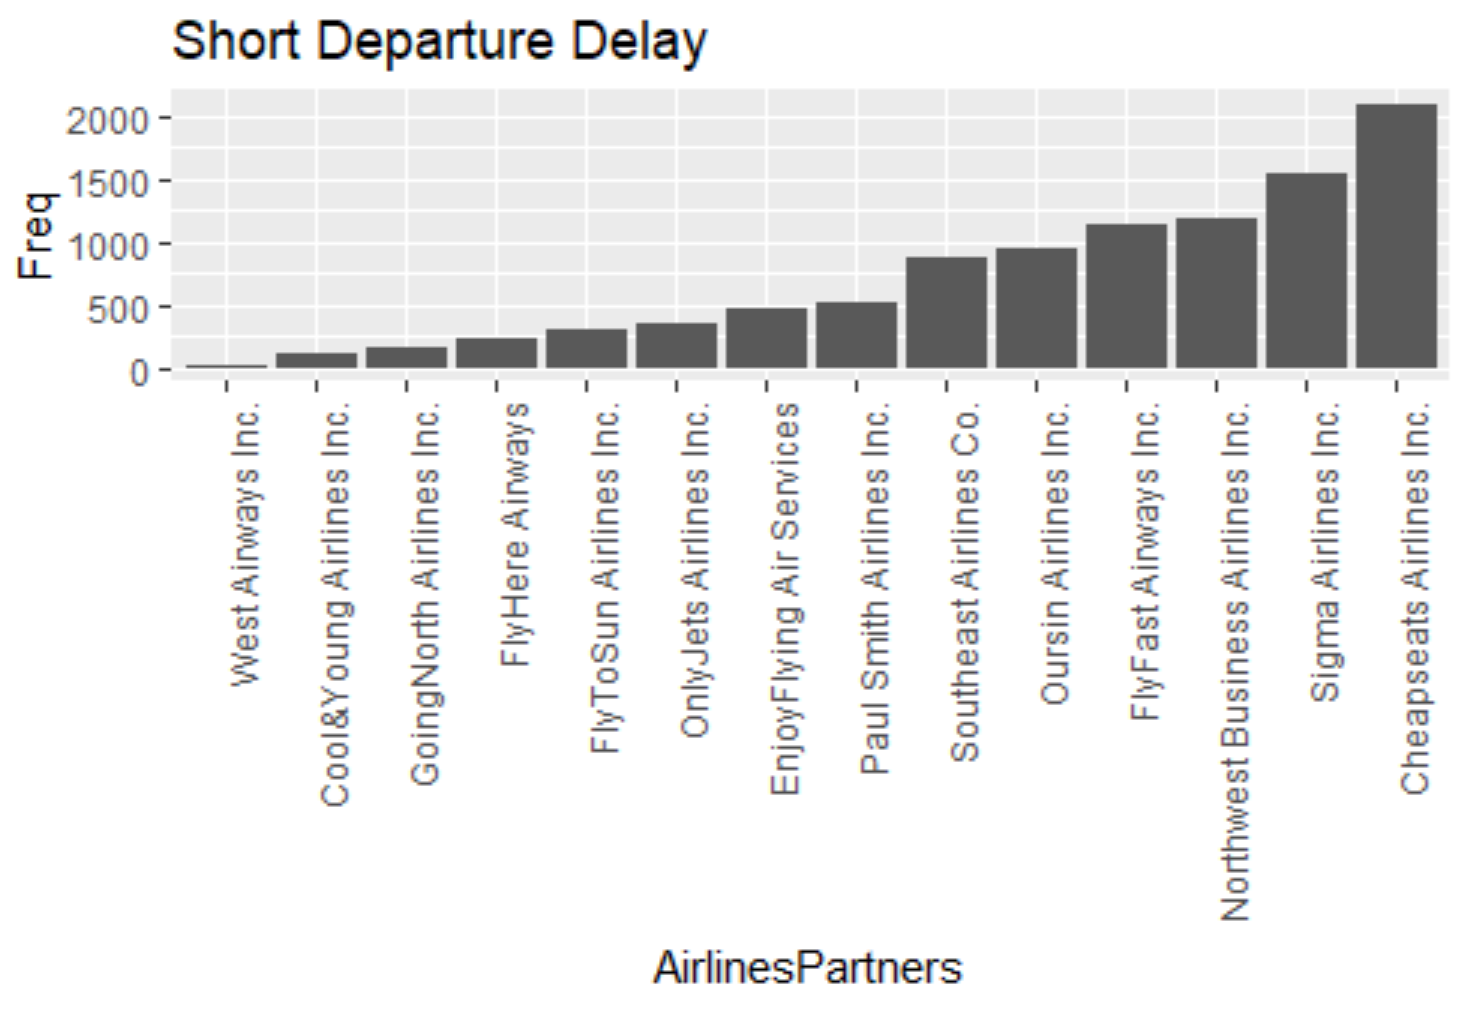 Short Departure Delay
Freq
2000
1500
1000
500
0
West Airways Inc.
Cool&Young Airlines Inc.
GoingNorth Airlines Inc.
FlyHere Airways
FlyToSun Airlines Inc.
OnlyJets Airlines Inc.
EnjoyFlying Air Services
Paul Smith Airlines Inc.
Southeast Airlines Co.
Oursin Airlines Inc.
FlyFast Airways Inc.
Northwest Business Airlines Inc.
Sigma Airlines Inc.
Cheapseats Airlines Inc.
AirlinesPartners